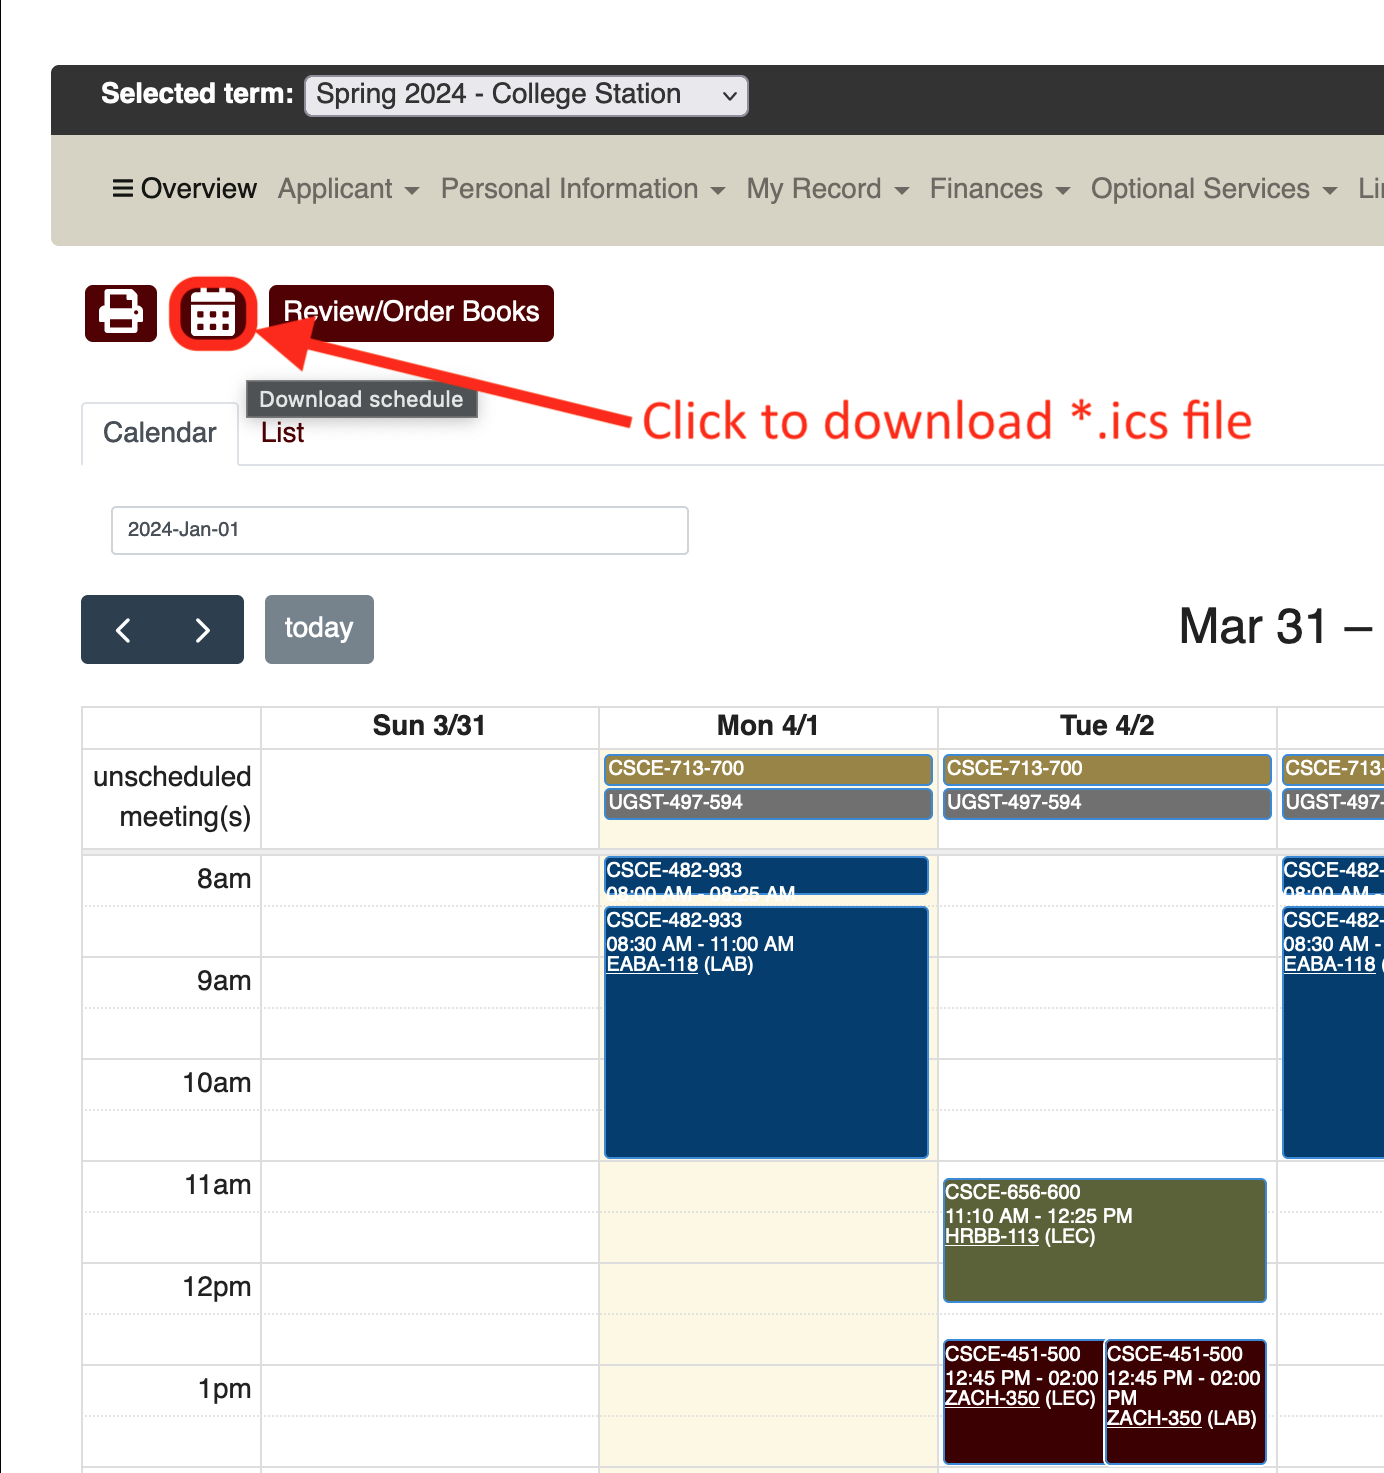 Selected term: Spring 2024 - College Station
Overview Applicant Personal Information My Record Finances Optional Services
Review/Order Books
Download schedule
Click to download *.ics file
Calendar List
2024-Jan-01
today
Mar 31 –
Sun 3/31 Mon 4/1 Tue 4/2
unscheduled
meeting(s)
CSCE-713-700 CSCE-713-700 CSCE-713-
UGST-497-594 UGST-497-594 UGST-497-
8am
CSCE-482-933 CSCE-482-
08:00 AM - 08:25 AM 08:00 AM -
CSCE-482-933 CSCE-482-
08:30 AM - 11:00 AM 08:30 AM -
EABA-118 (LAB) EABA-118 (
9am
10am
11am
CSCE-656-600
11:10 AM - 12:25 PM
HRBB-113 (LEC)
12pm
CSCE-451-500
12:45 PM - 02:00
ZACH-350 (LEC)
CSCE-451-500
12:45 PM - 02:00
PM
ZACH-350 (LAB)
1pm